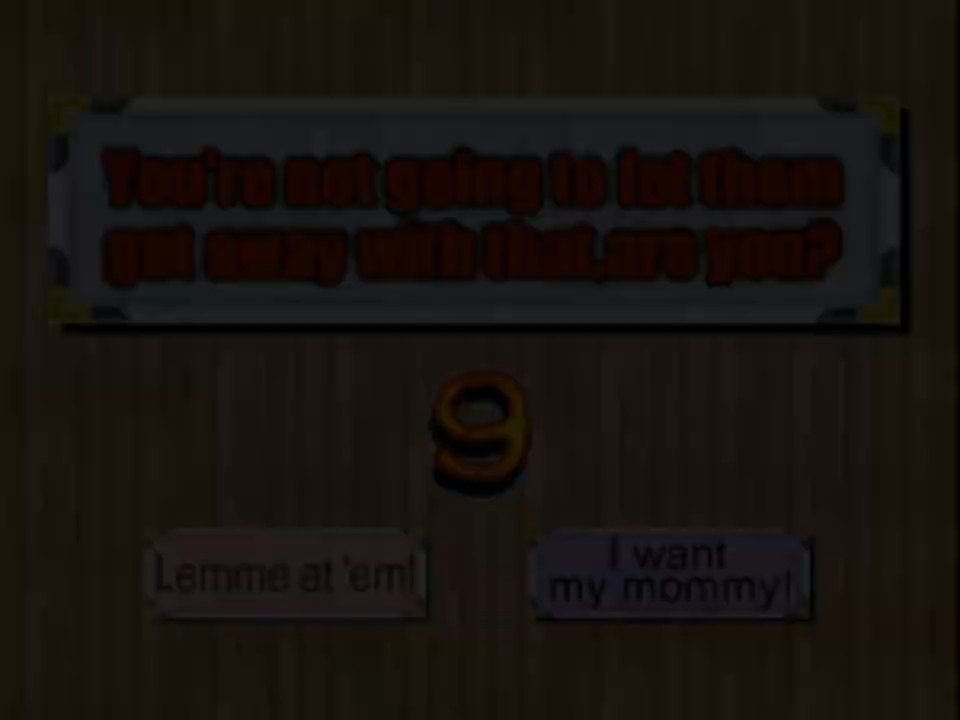 You're not going to let them
get away with that,are you?
9
Lemme at 'em!
I want
my mommy!